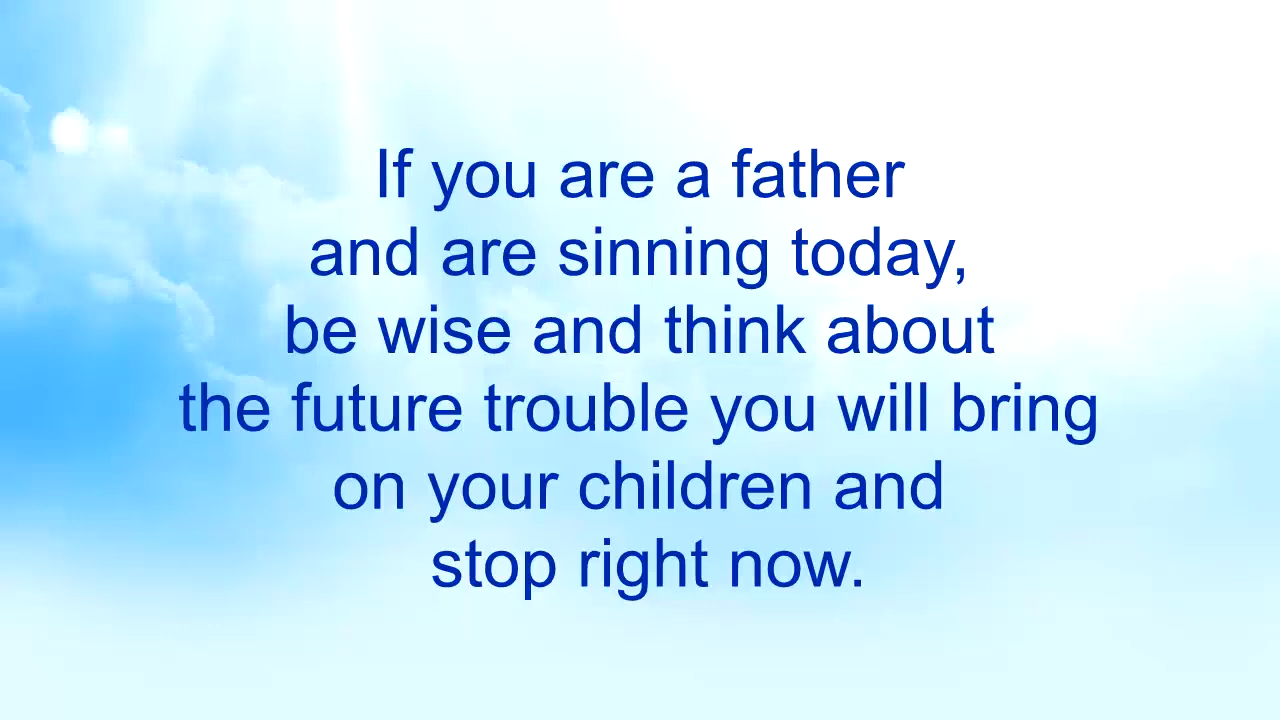 If you are a father
and are sinning today,
be wise and think about
the future trouble you will bring
on your children and
stop right now.